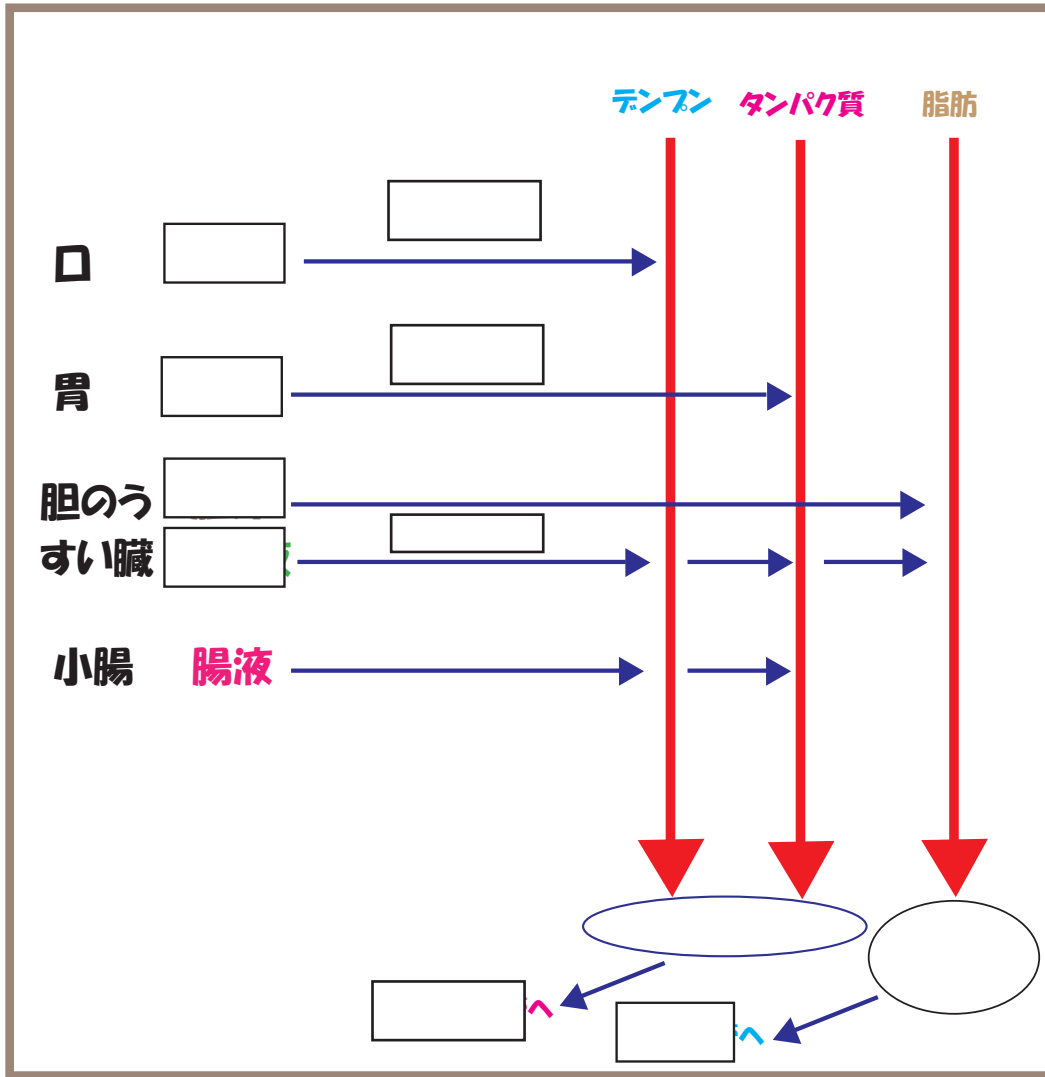 デンプン タンパク質 脂肪
口
胃
胆のう
すい臓
小腸 腸液
へ
へ